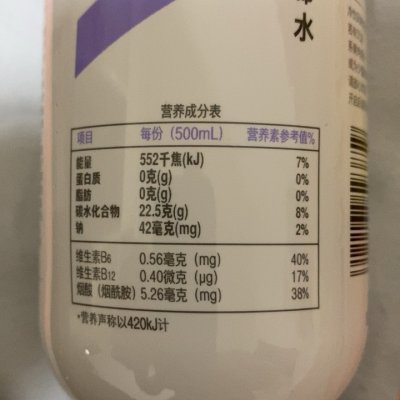 水
营养成分表
项目 每份（500mL） 营养素参考值%
能量 552千焦(kJ) 7%
蛋白质 0克(g) 0%
脂肪 0克(g) 0%
碳水化合物 22.5克(g) 8%
钠 42毫克(mg) 2%
维生素B6 0.56毫克（mg） 40%
维生素B12 0.40微克（μg） 17%
烟酸（烟酰胺） 5.26毫克（mg） 38%
*营养声称以420kJ计